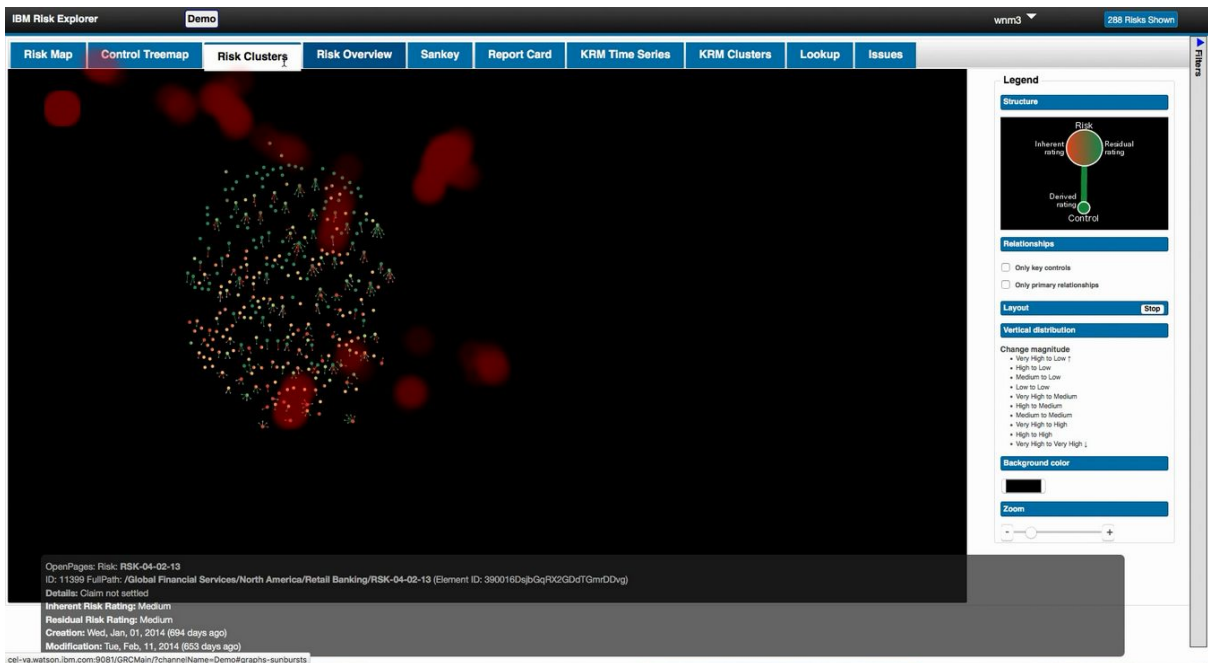 IBM Risk Explorer
Demo
wnm3
288 Risks Shown
Risk Map
Control Treemap
Risk Clusters
Risk Overview
Sankey
Report Card
KRM Time Series
KRM Clusters
Lookup
Issues
Filters
Legend
Structure
Risk
Inherent rating
Residual rating
Derived rating
Control
Relationships
Only key controls
Only primary relationships
Layout
Stop
Vertical distribution
Change magnitude
• Very High to Low ↑
• High to Low
• Medium to Low
• Low to Low
• Very High to Medium
• High to Medium
• Medium to Medium
• Very High to High
• High to High
• Very High to Very High ↓
Background color
Zoom
- +
OpenPages: Risk: RSK-04-02-13
ID: 11399 FullPath: /Global Financial Services/North America/Retail Banking/RSK-04-02-13 (Element ID: 390016DsjbGqRX2GDdTGmrDDvg)
Details: Claim not settled
Inherent Risk Rating: Medium
Residual Risk Rating: Medium
Creation: Wed, Jan, 01, 2014 (694 days ago)
Modification: Tue, Feb, 11, 2014 (653 days ago)
cel-va.watson.ibm.com:9081/GRCMain/?channelName=Demo#graphs-sunbursts